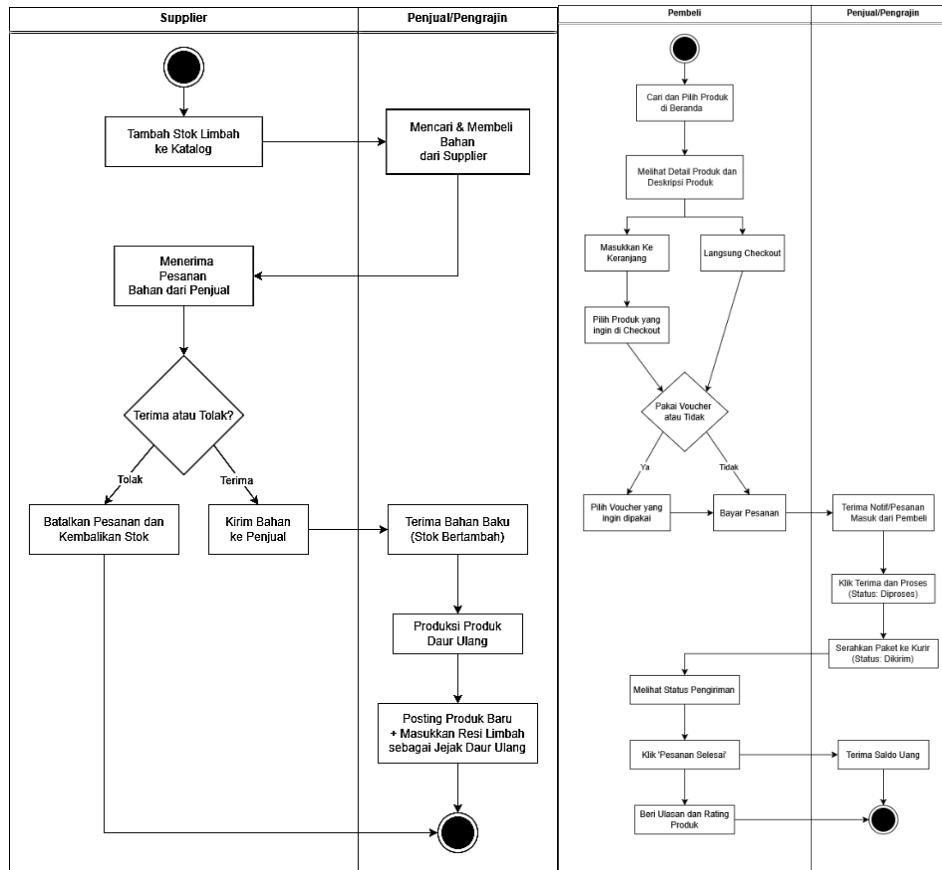 Supplier
Penjual/Pengrajin
Tambah Stok Limbah
ke Katalog
Mencari & Membeli
Bahan
dari Supplier
Menerima
Pesanan
Bahan dari Penjual
Terima atau Tolak?
Tolak
Terima
Batalkan Pesanan dan
Kembalikan Stok
Kirim Bahan
ke Penjual
Terima Bahan Baku
(Stok Bertambah)
Produksi Produk
Daur Ulang
Posting Produk Baru
+ Masukkan Resi Limbah
sebagai Jejak Daur Ulang
Pembeli
Penjual/Pengrajin
Cari dan Pilih Produk
di Beranda
Melihat Detail Produk dan
Deskripsi Produk
Masukkan Ke
Keranjang
Langsung Checkout
Pilih Produk yang
ingin di Checkout
Pakai Voucher
atau Tidak
Ya
Tidak
Pilih Voucher yang
ingin dipakai
Bayar Pesanan
Terima Notif/Pesanan
Masuk dari Pembeli
Klik Terima dan Proses
(Status: Diproses)
Serahkan Paket ke Kurir
(Status: Dikirim)
Melihat Status Pengiriman
Klik 'Pesanan Selesai'
Terima Saldo Uang
Beri Ulasan dan Rating
Produk